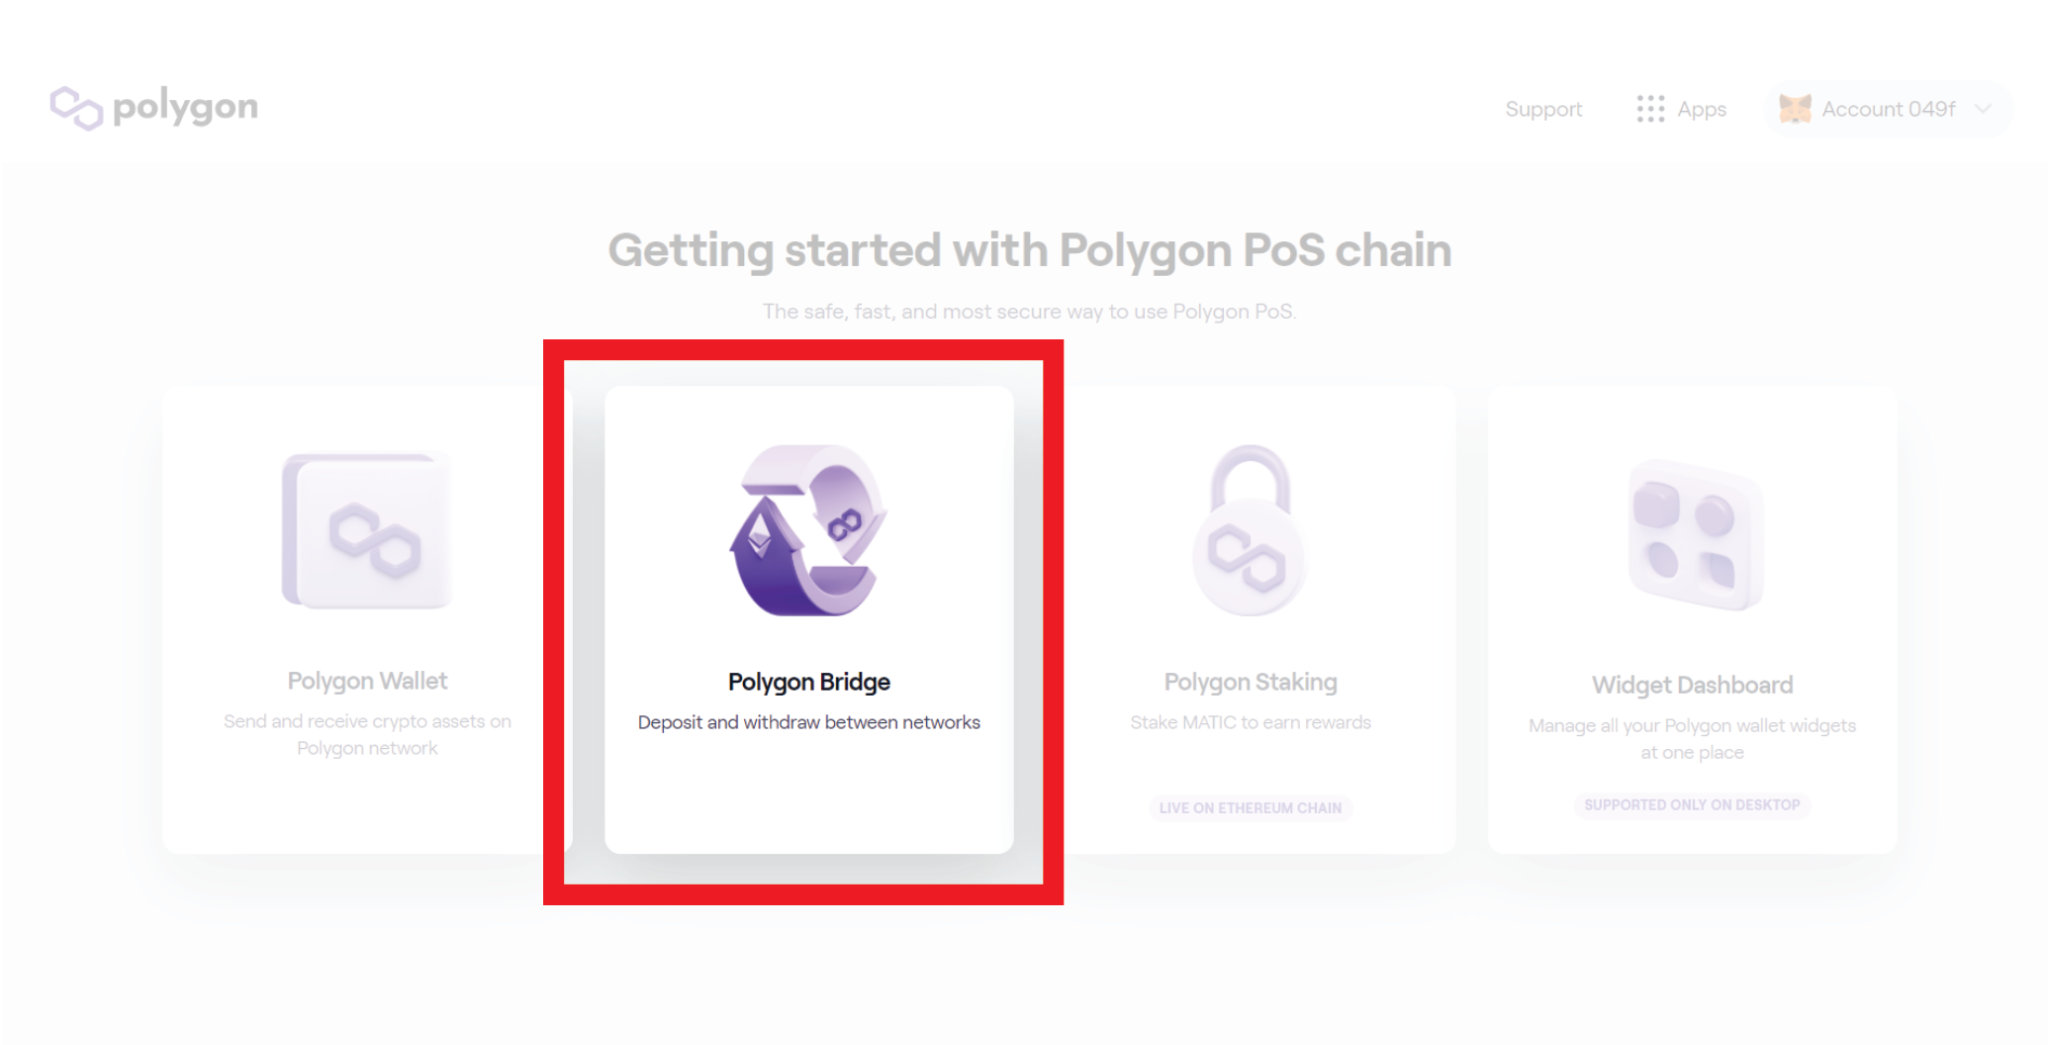 polygon
Support
Apps
Account 049f
Getting started with Polygon PoS chain
The safe, fast, and most secure way to use Polygon PoS.
Polygon Wallet
Send and receive crypto assets on
Polygon network
Polygon Bridge
Deposit and withdraw between networks
Polygon Staking
Stake MATIC to earn rewards
LIVE ON ETHEREUM CHAIN
Widget Dashboard
Manage all your Polygon wallet widgets
at one place
SUPPORTED ONLY ON DESKTOP